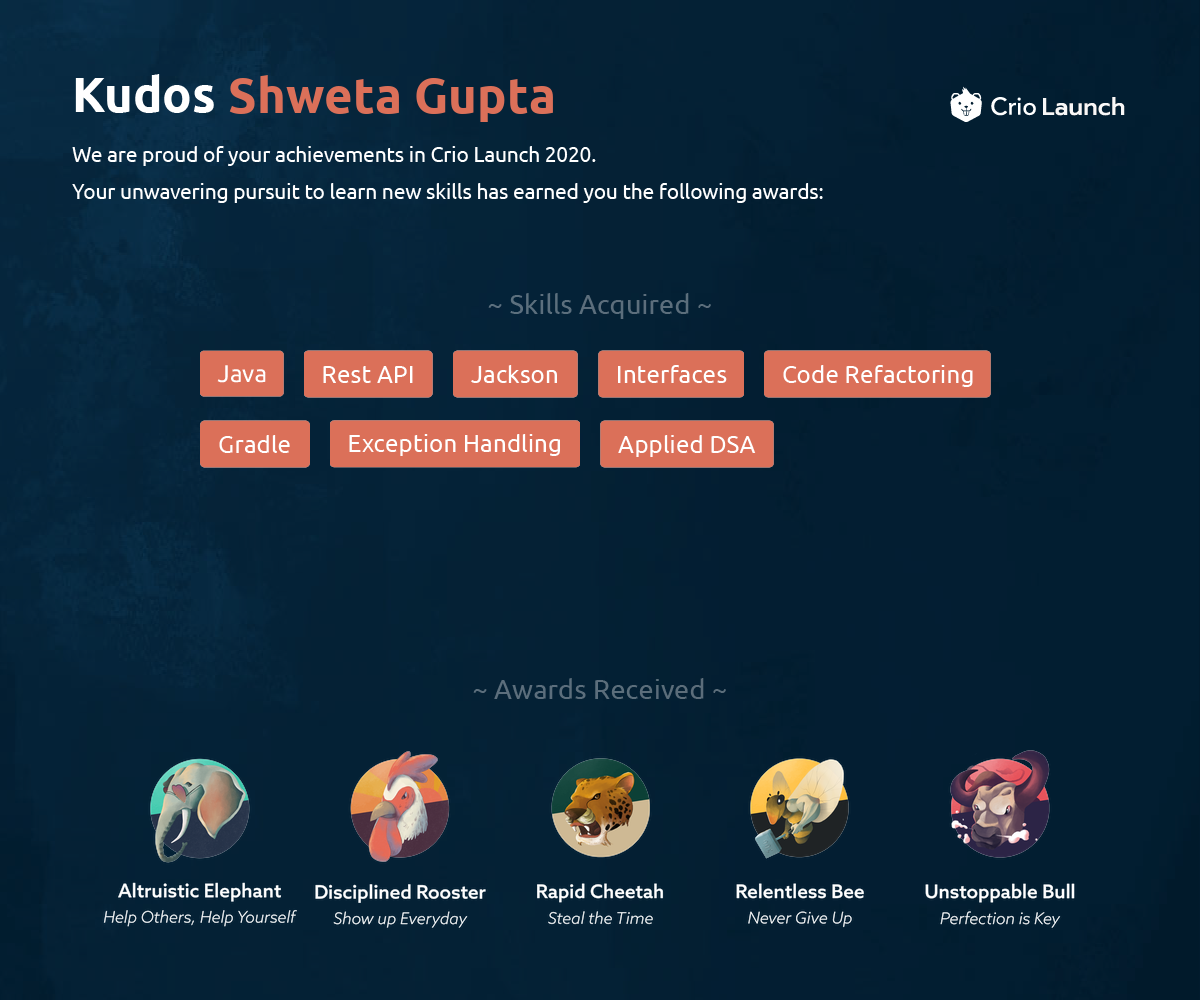 Kudos Shweta Gupta
Crio Launch
We are proud of your achievements in Crio Launch 2020.
Your unwavering pursuit to learn new skills has earned you the following awards:
~ Skills Acquired ~
Java Rest API Jackson Interfaces Code Refactoring
Gradle Exception Handling Applied DSA
~ Awards Received ~
Altruistic Elephant Disciplined Rooster Rapid Cheetah Relentless Bee Unstoppable Bull
Help Others, Help Yourself Show up Everyday Steal the Time Never Give Up Perfection is Key